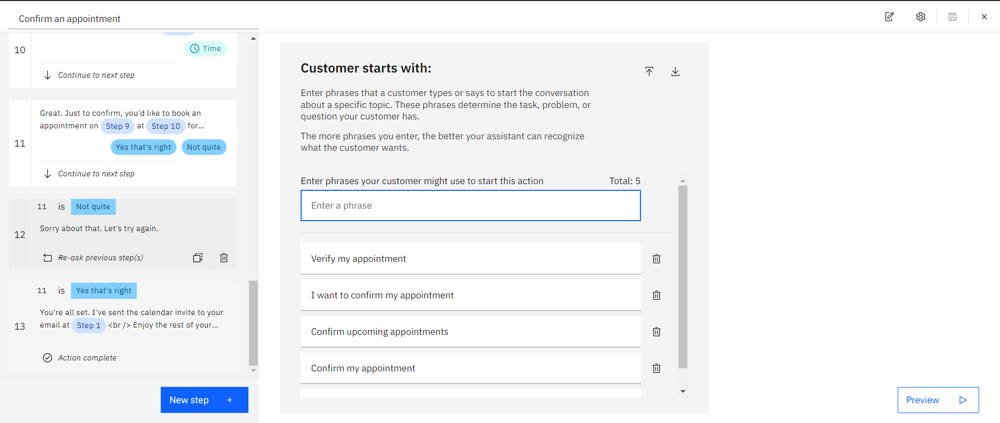 Confirm an appointment
10
Time
Continue to next step
11
Great. Just to confirm, you'd like to book an
appointment on Step 9 at Step 10 for...
Yes that's right Not quite
Continue to next step
11 is Not quite
12
Sorry about that. Let's try again.
Re-ask previous step(s)
11 is Yes that's right
13
You're all set. I've sent the calendar invite to your
email at Step 1 <br /> Enjoy the rest of your...
Action complete
New step +
Customer starts with:
Enter phrases that a customer types or says to start the conversation
about a specific topic. These phrases determine the task, problem, or
question your customer has.
The more phrases you enter, the better your assistant can recognize
what the customer wants.
Enter phrases your customer might use to start this action Total: 5
Enter a phrase
Verify my appointment
I want to confirm my appointment
Confirm upcoming appointments
Confirm my appointment
Preview